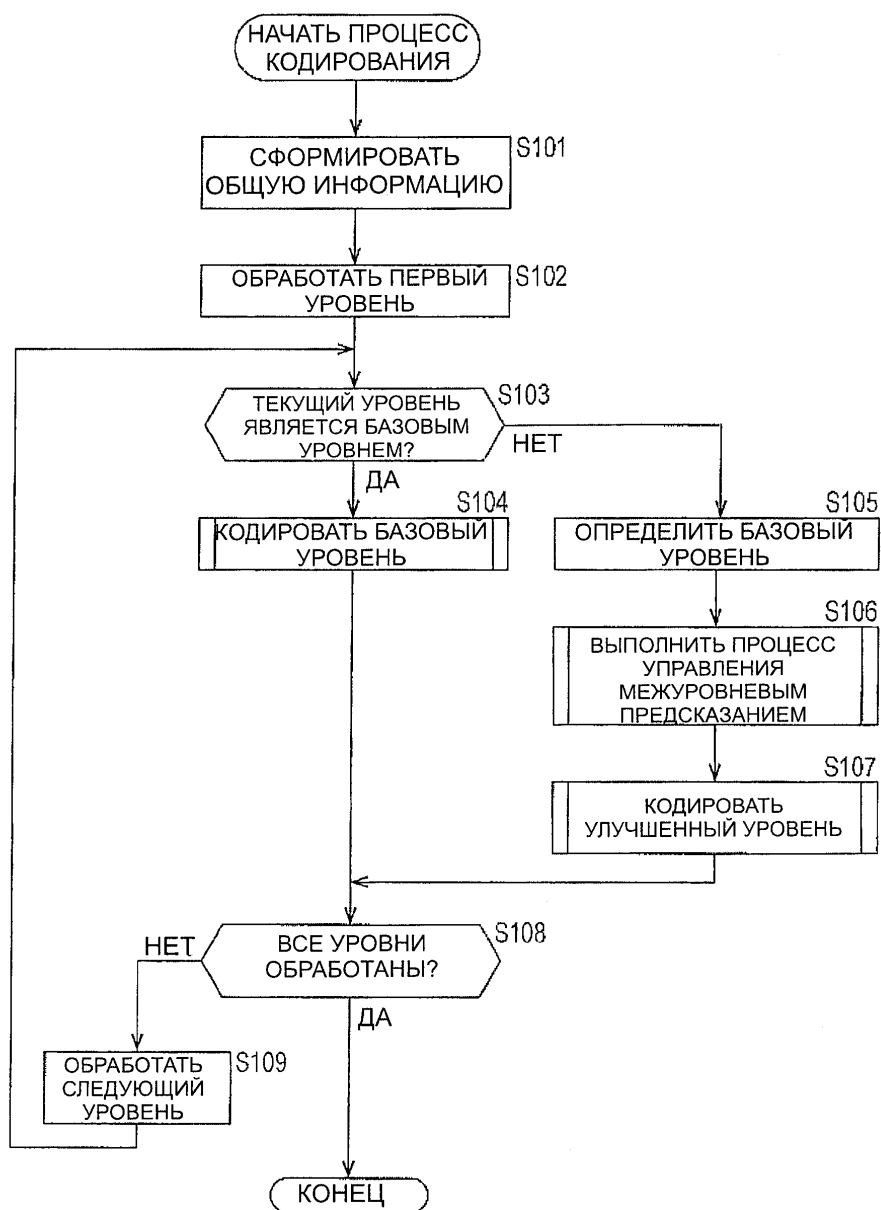 НАЧАТЬ ПРОЦЕСС
КОДИРОВАНИЯ
S101
СФОРМИРОВАТЬ
ОБЩУЮ ИНФОРМАЦИЮ
S102
ОБРАБОТАТЬ ПЕРВЫЙ
УРОВЕНЬ
S103
ТЕКУЩИЙ УРОВЕНЬ
ЯВЛЯЕТСЯ БАЗОВЫМ
УРОВНЕМ?
НЕТ
ДА
S104
КОДИРОВАТЬ БАЗОВЫЙ
УРОВЕНЬ
S105
ОПРЕДЕЛИТЬ БАЗОВЫЙ
УРОВЕНЬ
S106
ВЫПОЛНИТЬ ПРОЦЕСС
УПРАВЛЕНИЯ
МЕЖУРОВНЕВЫМ
ПРЕДСКАЗАНИЕМ
S107
КОДИРОВАТЬ
УЛУЧШЕННЫЙ УРОВЕНЬ
S108
ВСЕ УРОВНИ
ОБРАБОТАНЫ?
НЕТ
ДА
S109
ОБРАБОТАТЬ
СЛЕДУЮЩИЙ
УРОВЕНЬ
КОНЕЦ